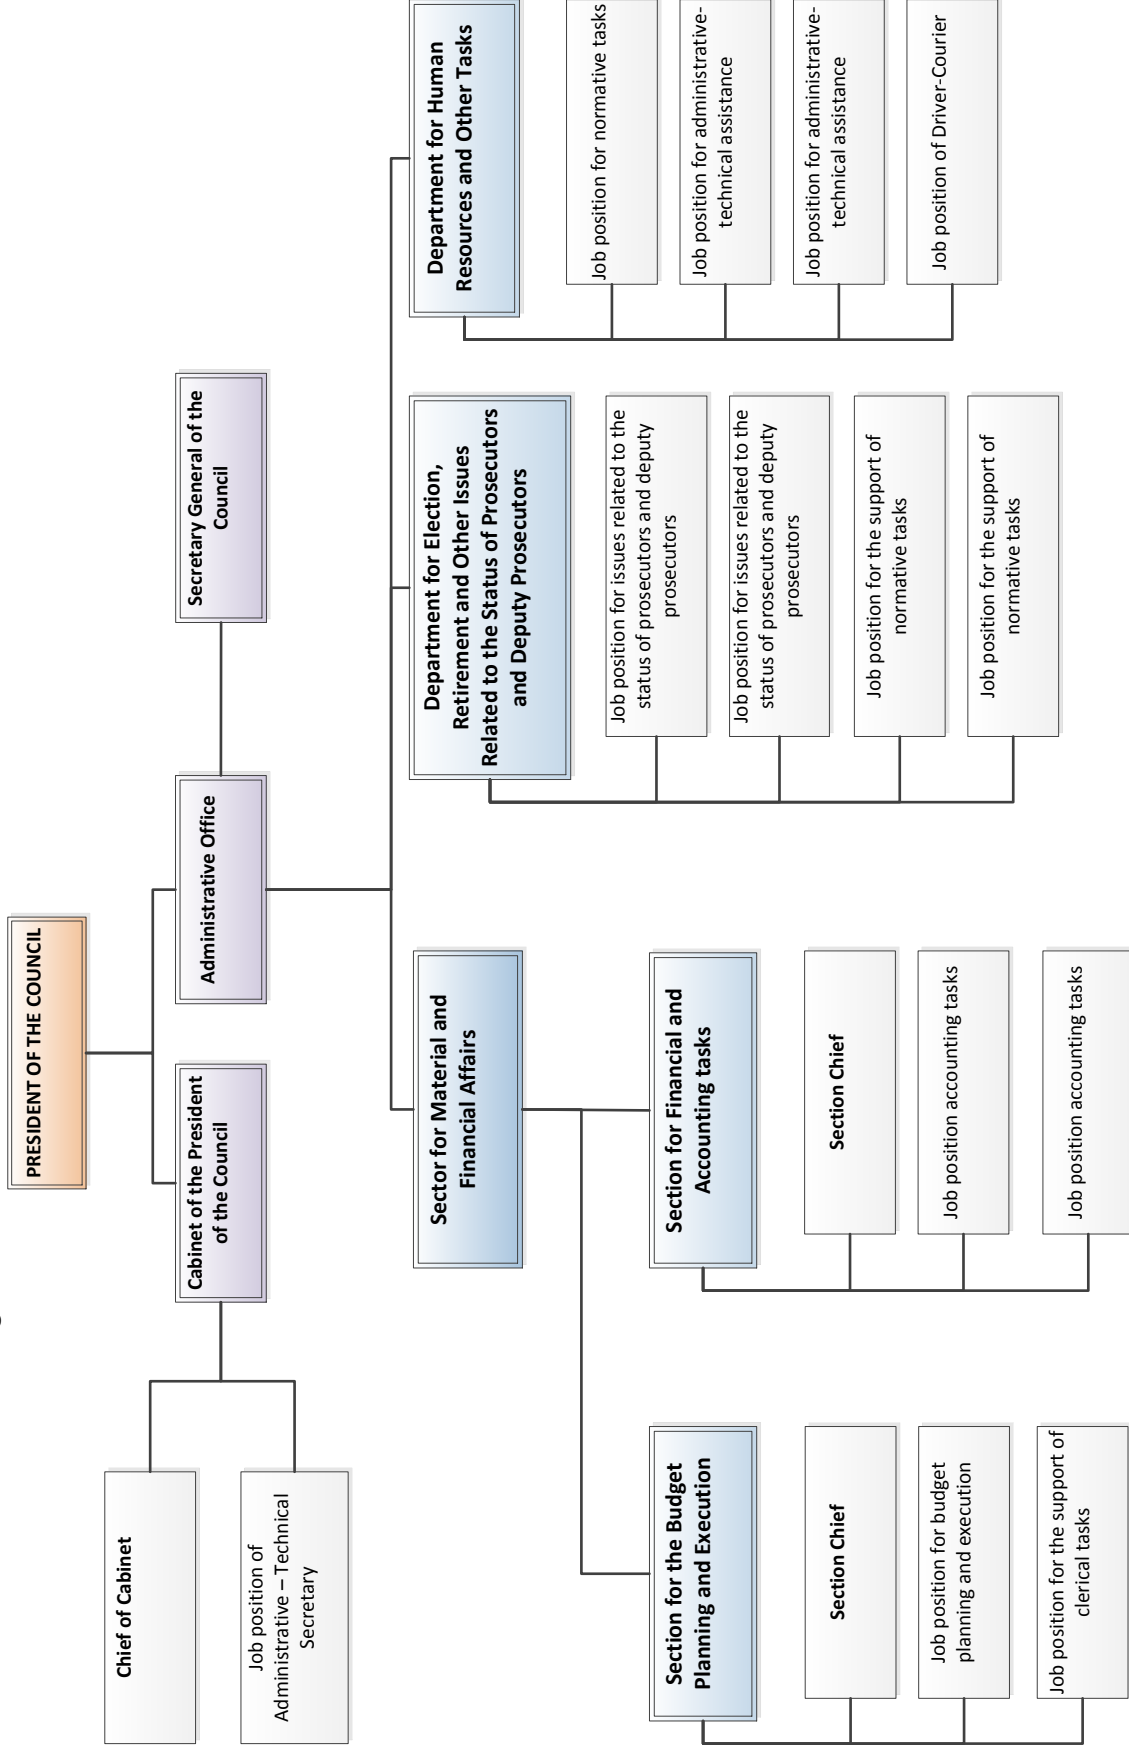 PRESIDENT OF THE COUNCIL
Cabinet of the President
of the Council
Administrative Office
Secretary General of the
Council
Chief of Cabinet
Job position of
Administrative – Technical
Secretary
Sector for Material and
Financial Affairs
Department for Election,
Retirement and Other Issues
Related to the Status of Prosecutors
and Deputy Prosecutors
Department for Human
Resources and Other Tasks
Section for the Budget
Planning and Execution
Section Chief
Job position for budget
planning and execution
Job position for the support of
clerical tasks
Section for Financial and
Accounting tasks
Section Chief
Job position accounting tasks
Job position accounting tasks
Job position for issues related to the
status of prosecutors and deputy
prosecutors
Job position for issues related to the
status of prosecutors and deputy
prosecutors
Job position for the support of
normative tasks
Job position for the support of
normative tasks
Job position for normative tasks
Job position for administrative-
technical assistance
Job position for administrative-
technical assistance
Job position of Driver-Courier